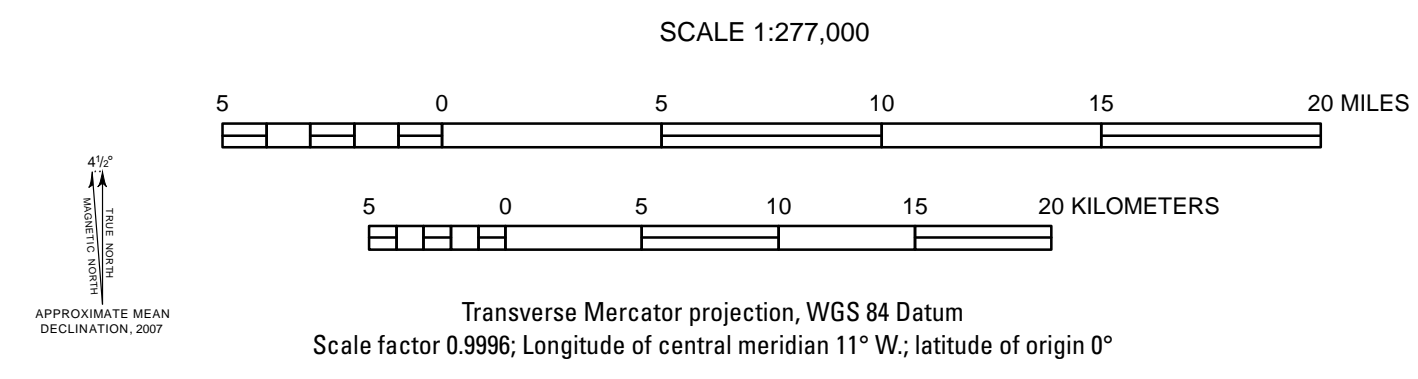 SCALE 1:277,000
5 0 5 10 15 20 MILES
4 1/2°
MAGNETIC NORTH
TRUE NORTH
APPROXIMATE MEAN
DECLINATION, 2007
5 0 5 10 15 20 KILOMETERS
Transverse Mercator projection, WGS 84 Datum
Scale factor 0.9996; Longitude of central meridian 11° W.; latitude of origin 0°